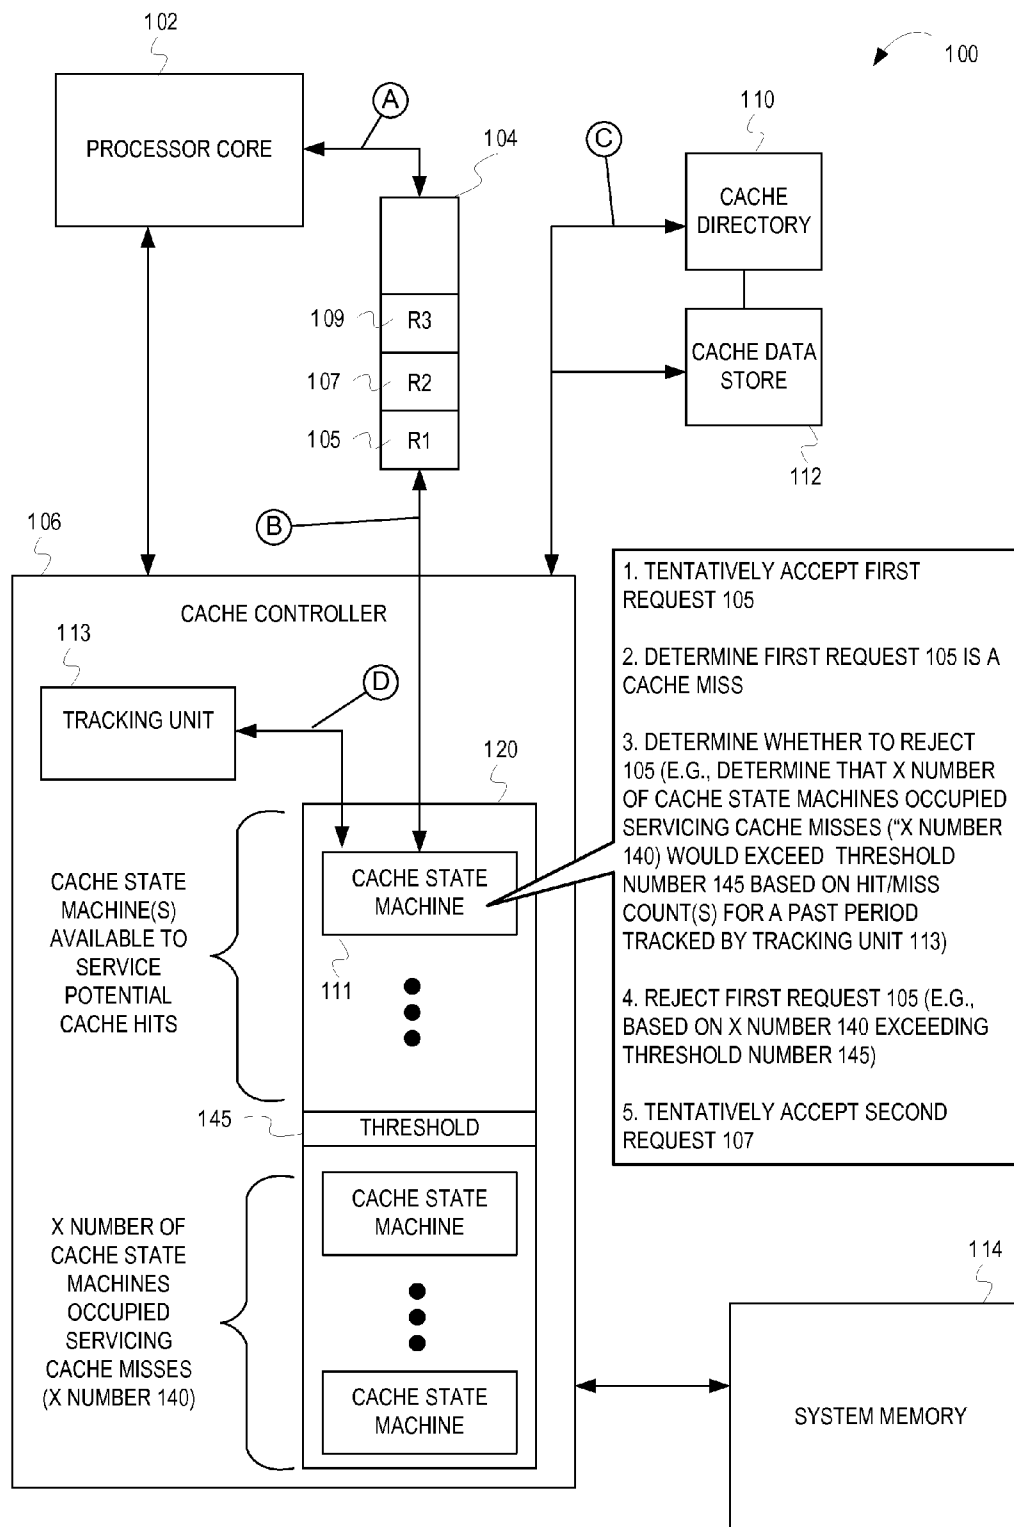 102
100
A
110
PROCESSOR CORE
104
C
CACHE
DIRECTORY
109
R3
107
R2
CACHE DATA
STORE
105
R1
112
B
106
CACHE CONTROLLER
113
D
TRACKING UNIT
120
CACHE STATE
MACHINE
111
CACHE STATE
MACHINE(S)
AVAILABLE TO
SERVICE
POTENTIAL
CACHE HITS
1. TENTATIVELY ACCEPT FIRST
REQUEST 105
2. DETERMINE FIRST REQUEST 105 IS A
CACHE MISS
3. DETERMINE WHETHER TO REJECT
105 (E.G., DETERMINE THAT X NUMBER
OF CACHE STATE MACHINES OCCUPIED
SERVICING CACHE MISSES (“X NUMBER
140) WOULD EXCEED THRESHOLD
NUMBER 145 BASED ON HIT/MISS
COUNT(S) FOR A PAST PERIOD
TRACKED BY TRACKING UNIT 113)
4. REJECT FIRST REQUEST 105 (E.G.,
BASED ON X NUMBER 140 EXCEEDING
THRESHOLD NUMBER 145)
5. TENTATIVELY ACCEPT SECOND
REQUEST 107
145
THRESHOLD
CACHE STATE
MACHINE
X NUMBER OF
CACHE STATE
MACHINES
OCCUPIED
SERVICING
CACHE MISSES
(X NUMBER 140)
CACHE STATE
MACHINE
114
SYSTEM MEMORY